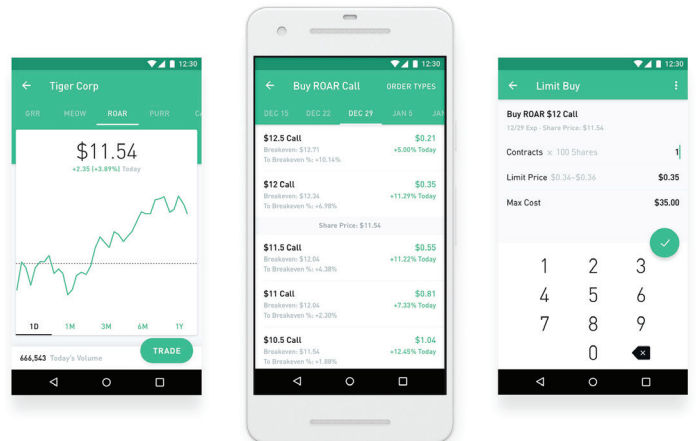 12:30
Tiger Corp
GRR MEOW ROAR PURR CA
$11.54
+2.35 (+3.89%) Today
1D 1M 3M 6M 1Y
666,543 Today's Volume
TRADE
12:30
Buy ROAR Call ORDER TYPES
DEC 15 DEC 22 DEC 29 JAN 5 JAN
$12.5 Call $0.21
Breakeven: $12.71 +5.00% Today
To Breakeven %: +10.14%
$12 Call $0.35
Breakeven: $12.34 +11.29% Today
To Breakeven %: +6.98%
Share Price: $11.54
$11.5 Call $0.55
Breakeven: $12.04 +11.22% Today
To Breakeven %: +4.38%
$11 Call $0.81
Breakeven: $12.04 +7.33% Today
To Breakeven %: +2.30%
$10.5 Call $1.04
Breakeven: $11.54 +12.45% Today
To Breakeven %: +1.88%
12:30
Limit Buy
Buy ROAR $12 Call
12/29 Exp · Share Price: $11.54
Contracts × 100 Shares 1
Limit Price $0.34–$0.36 $0.35
Max Cost $35.00
1 2 3
4 5 6
7 8 9
0